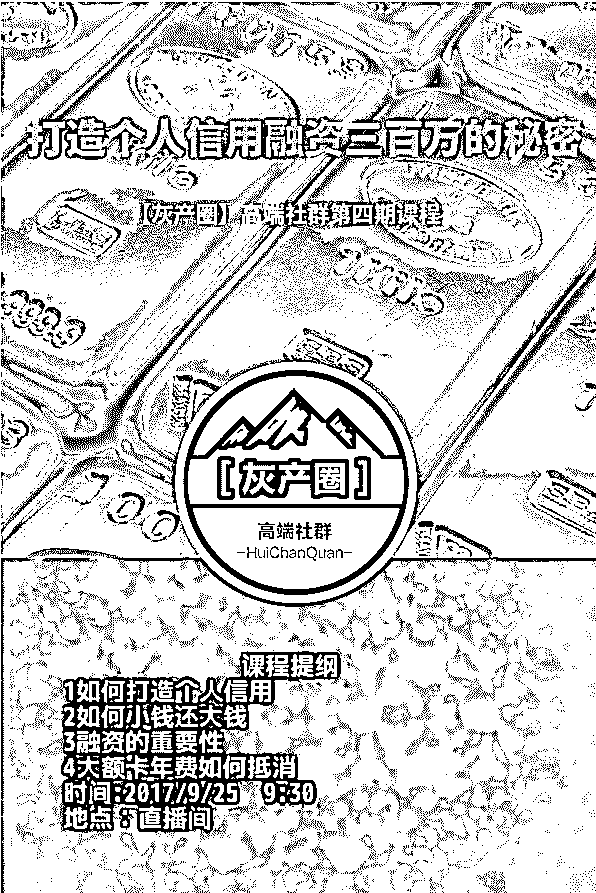 打造个人信用融资三百万的秘密
【灰产圈】高端社群第四期课程
9999
[灰产圈]
高端社群
-HuiChanQuan-
课程提纲
1如何打造个人信用
2如何小钱还大钱
3融资的重要性
4大额卡年费如何抵消
时间:2017/9/25 9:30
地点:直播间